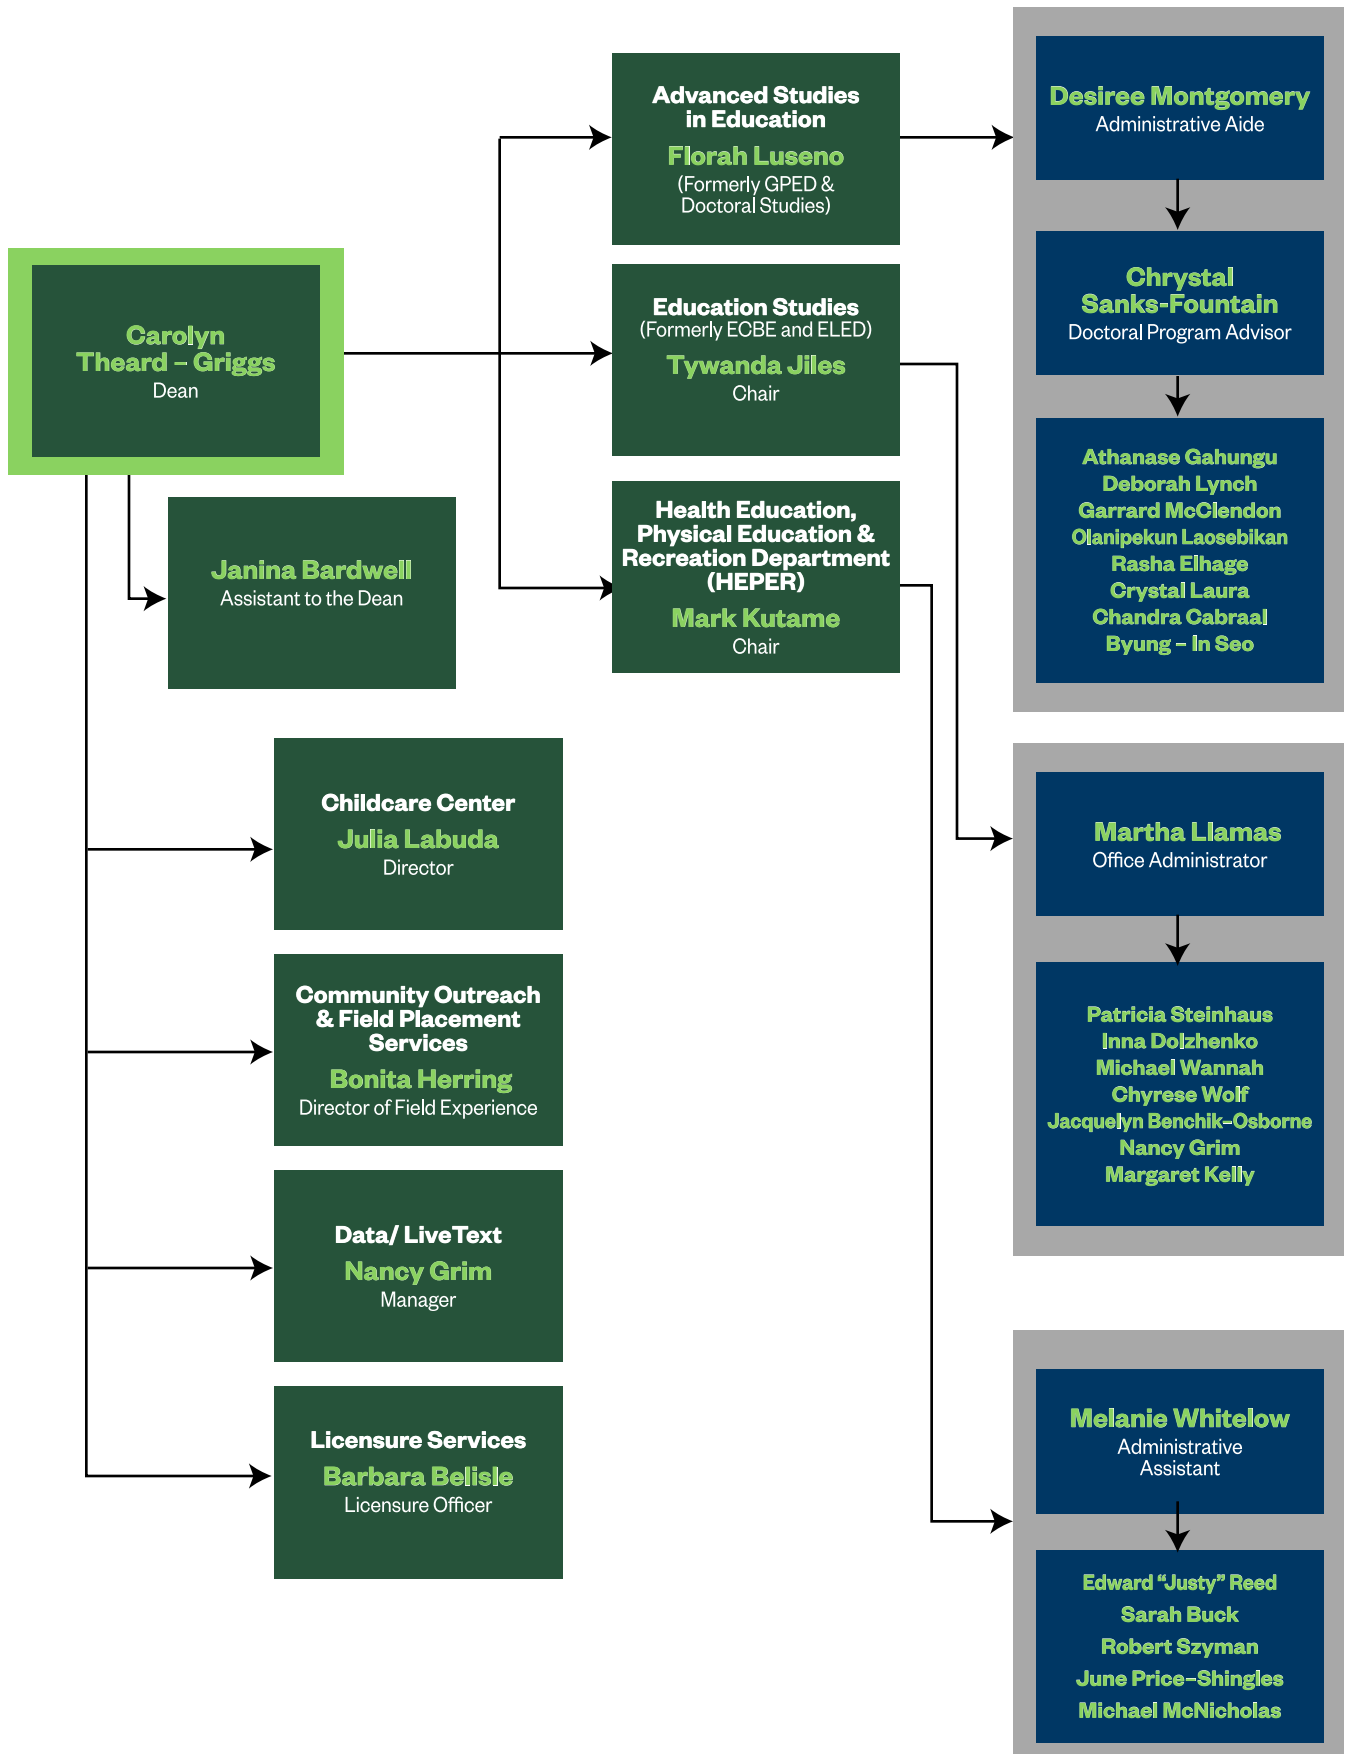 Carolyn
Theard – Griggs
Dean
Janina Bardwell
Assistant to the Dean
Childcare Center
Julia Labuda
Director
Community Outreach
& Field Placement
Services
Bonita Herring
Director of Field Experience
Data/ LiveText
Nancy Grim
Manager
Licensure Services
Barbara Belisle
Licensure Officer
Advanced Studies
in Education
Florah Luseno
(Formerly GPED &
Doctoral Studies)
Education Studies
(Formerly ECBE and ELED)
Tywanda Jiles
Chair
Health Education,
Physical Education &
Recreation Department
(HEPER)
Mark Kutame
Chair
Desiree Montgomery
Administrative Aide
Chrystal
Sanks-Fountain
Doctoral Program Advisor
Athanase Gahungu
Deborah Lynch
Garrard McClendon
Olanipekun Laosebikan
Rasha Elhage
Crystal Laura
Chandra Cabraal
Byung – In Seo
Martha Llamas
Office Administrator
Patricia Steinhaus
Inna Dolzhenko
Michael Wannah
Chyrese Wolf
Jacquelyn Benchik-Osborne
Nancy Grim
Margaret Kelly
Melanie Whitelow
Administrative
Assistant
Edward “Justy” Reed
Sarah Buck
Robert Szyman
June Price-Shingles
Michael McNicholas